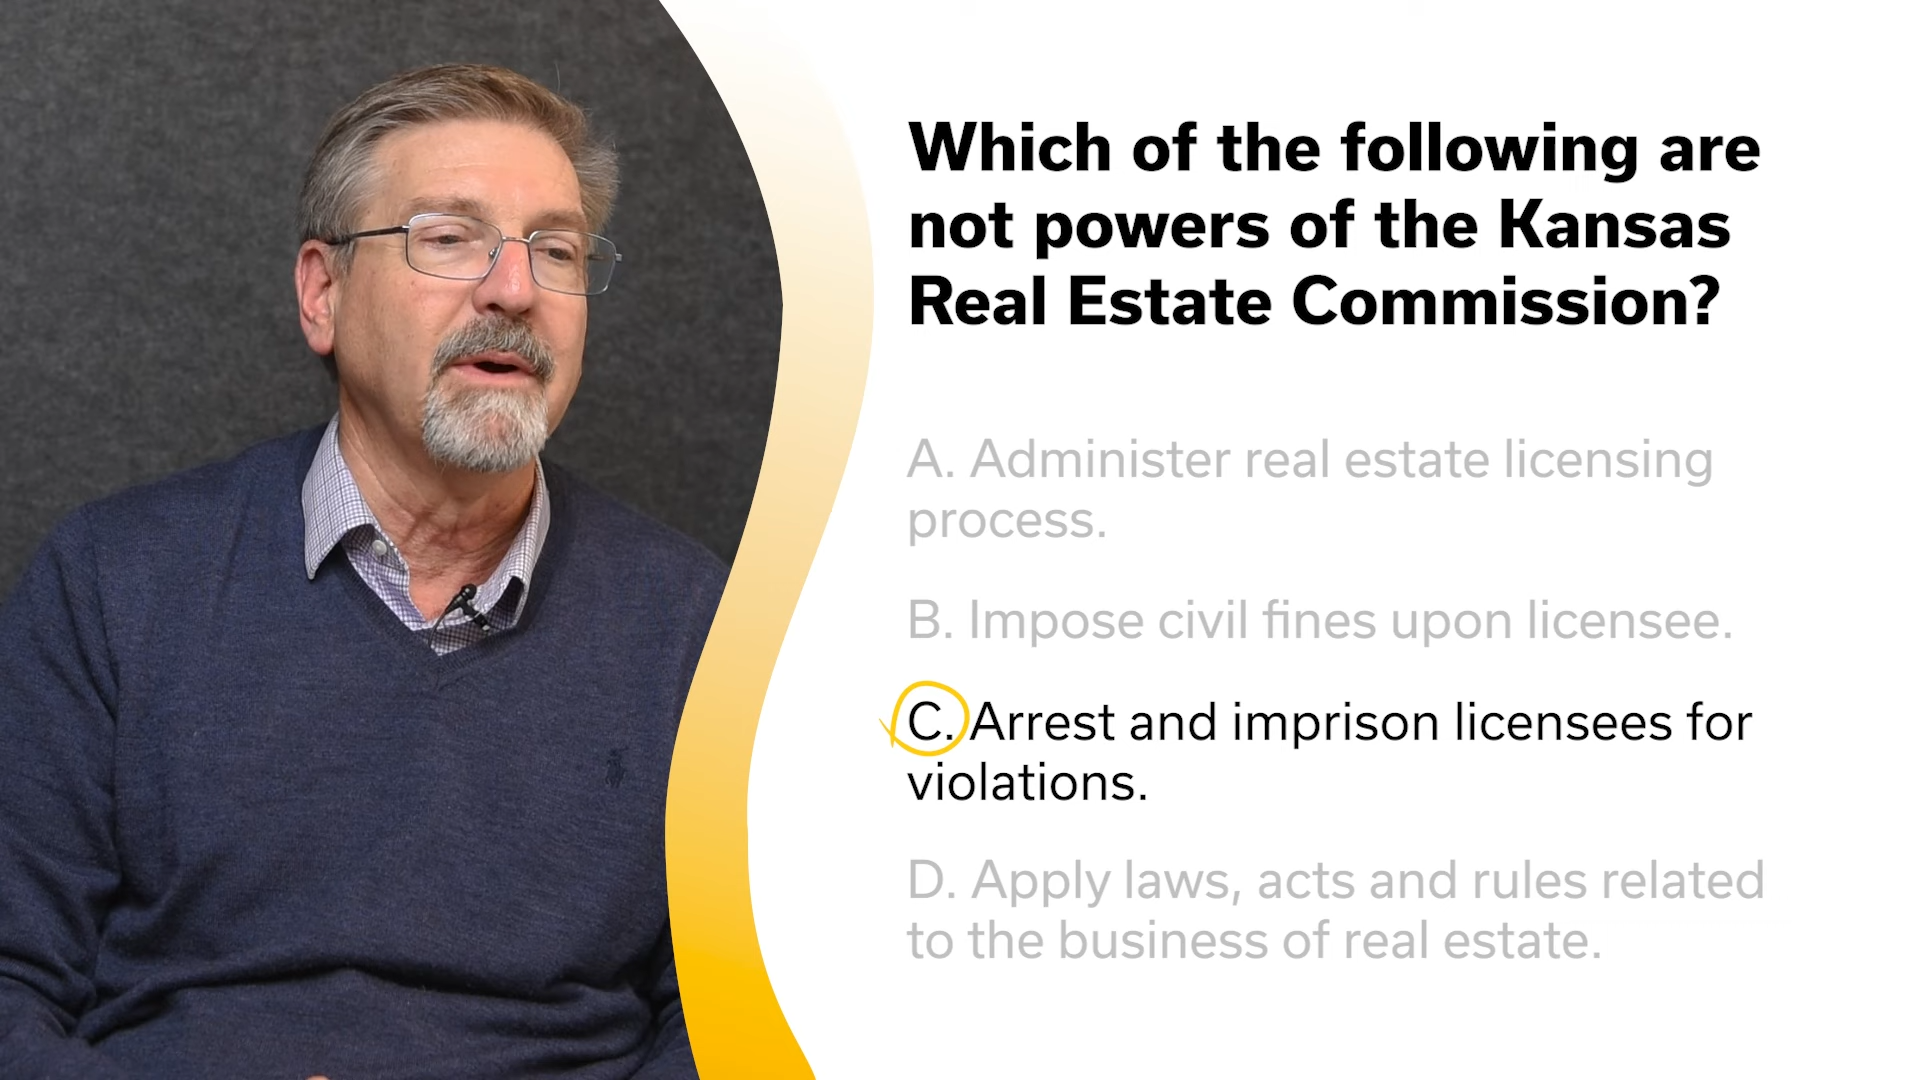 Which of the following are
not powers of the Kansas
Real Estate Commission?
A. Administer real estate licensing
process.
B. Impose civil fines upon licensee.
C. Arrest and imprison licensees for
violations.
D. Apply laws, acts and rules related
to the business of real estate.